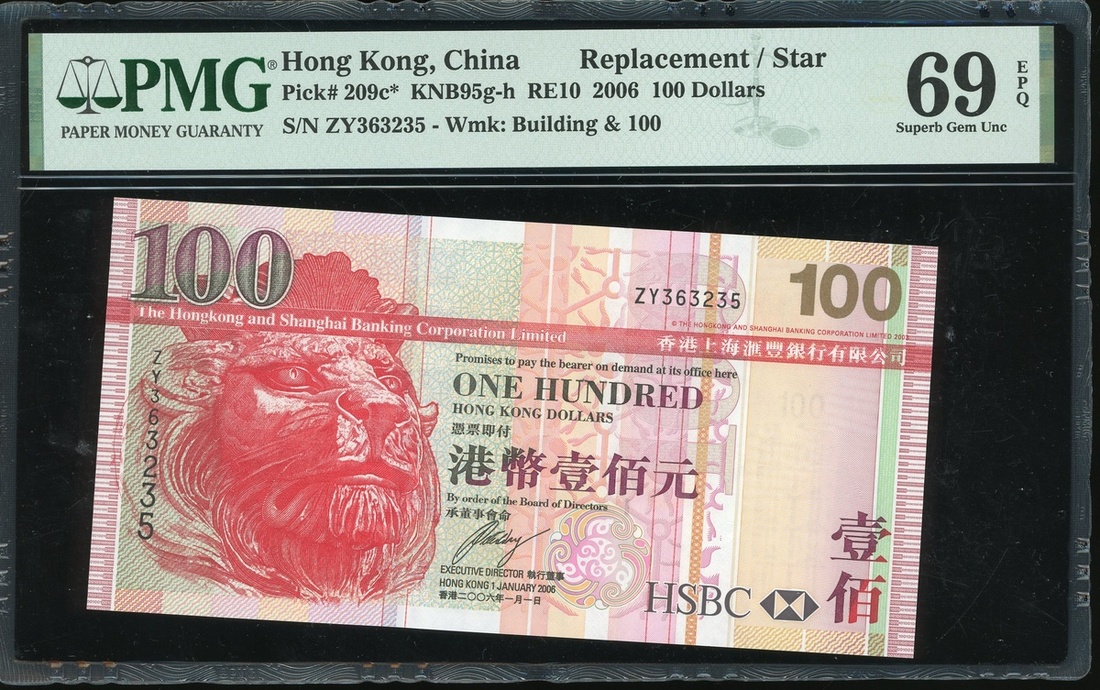 PMG®
PAPER MONEY GUARANTY
Hong Kong, China Replacement / Star
Pick# 209c* KNB95g-h RE10 2006 100 Dollars
S/N ZY363235 - Wmk: Building & 100
69
EPQ
Superb Gem Unc
100
ZY363235
100
© THE HONGKONG AND SHANGHAI BANKING CORPORATION LIMITED 2003
The Hongkong and Shanghai Banking Corporation Limited
香港上海滙豐銀行有限公司
ZY363235
Promises to pay the bearer on demand at its office here
ONE HUNDRED
HONG KONG DOLLARS
憑票即付
港幣壹佰元
By order of the Board of Directors
承董事會命
EXECUTIVE DIRECTOR 執行董事
HONG KONG 1 JANUARY 2006
香港二〇〇六年一月一日
100
HSBC
壹佰